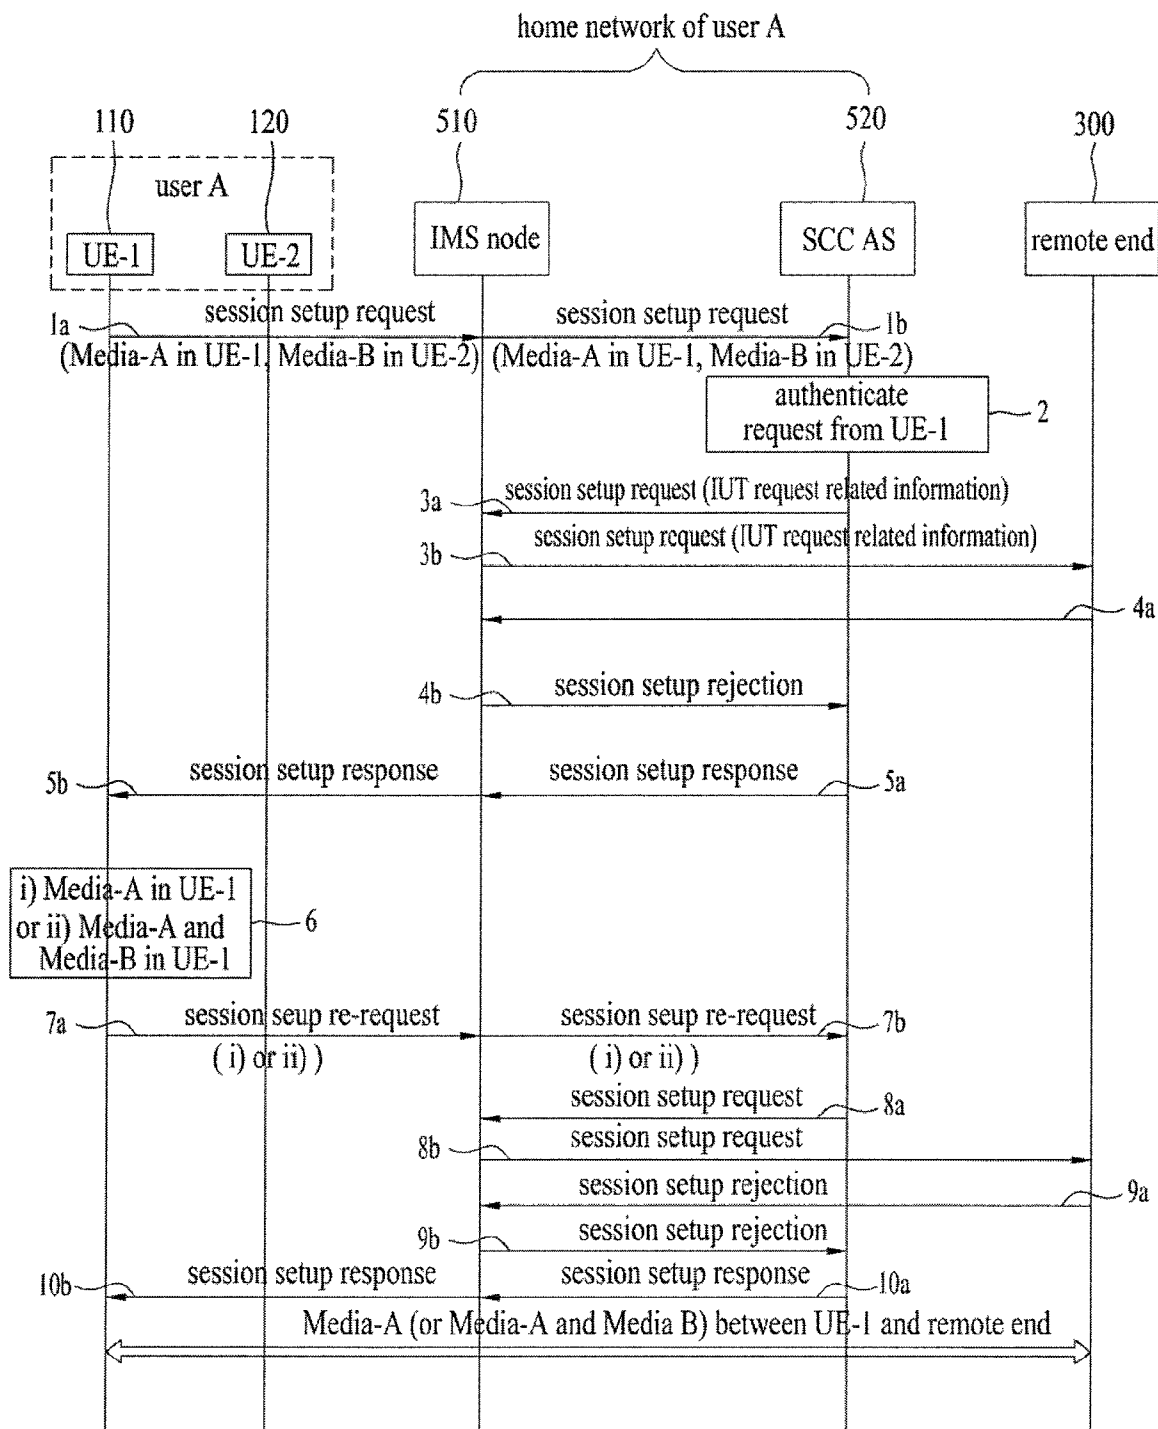 home network of user A
110
120
510
520
300
user A
UE-1
UE-2
IMS node
SCC AS
remote end
session setup request
session setup request
1a
1b
(Media-A in UE-1, Media-B in UE-2)
(Media-A in UE-1, Media-B in UE-2)
authenticate
request from UE-1
2
session setup request (IUT request related information)
3a
session setup request (IUT request related information)
3b
4a
session setup rejection
4b
session setup response
session setup response
5b
5a
i) Media-A in UE-1
or ii) Media-A and
Media-B in UE-1
6
session seup re-request
session seup re-request
7a
7b
( i) or ii) )
( i) or ii) )
session setup request
8a
session setup request
8b
session setup rejection
9a
session setup rejection
9b
session setup response
session setup response
10b
10a
Media-A (or Media-A and Media B) between UE-1 and remote end